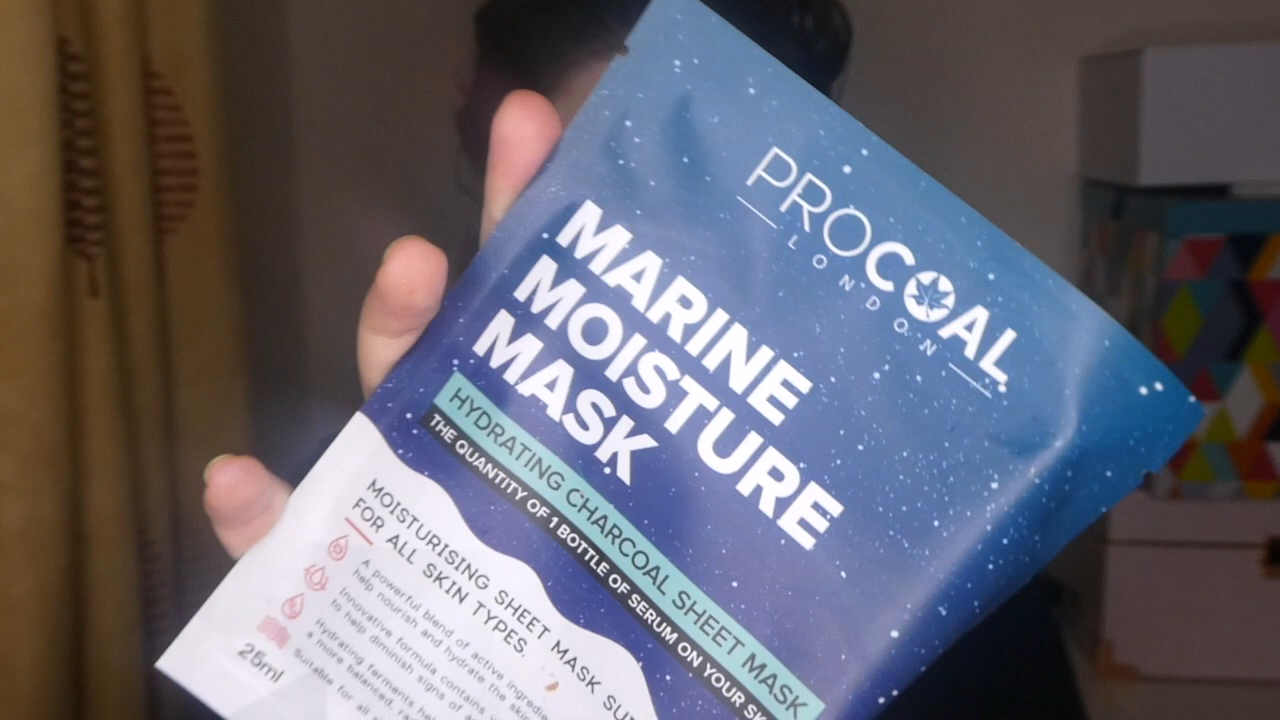 PROCOAL
LONDON
MARINE
MOISTURE
MASK
HYDRATING CHARCOAL SHEET MASK
THE QUANTITY OF 1 BOTTLE OF SERUM ON YOUR
MOISTURISING SHEET MASK
FOR ALL SKIN TYPES.
A powerful blend of active
help nourish and hydrate the
Innovative formula contains
to help diminish signs of
Hydrating ferments
a more balanced,
Suitable for all
25ml